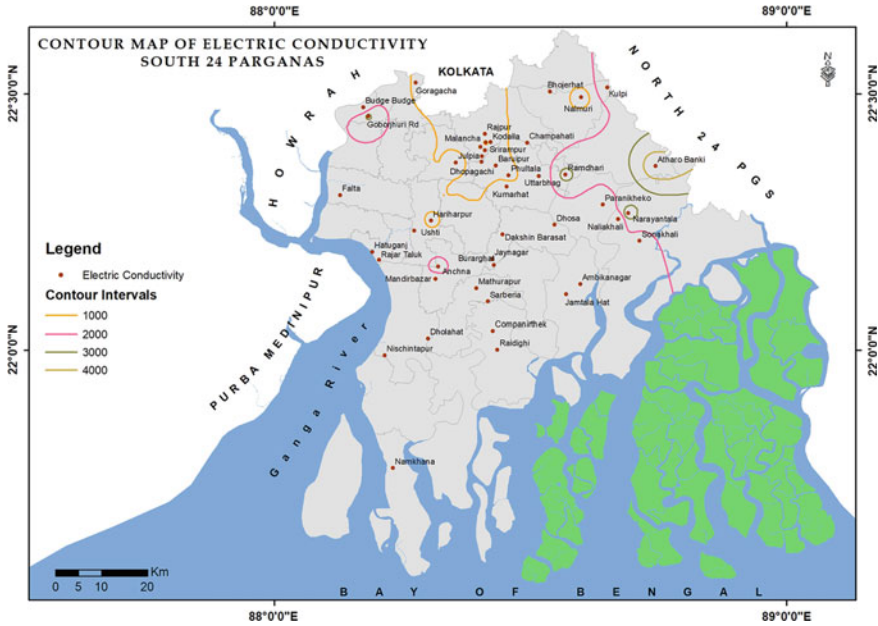 88°0'0"E
89°0'0"E
CONTOUR MAP OF ELECTRIC CONDUCTIVITY
SOUTH 24 PARGANAS
KOLKATA
HOWRAH
NORTH 24 PGS
N
22°30'0"N
22°30'0"N
Goragacha
Bhojerhat
Kulpi
Nalmuri
Budge Budge
Goborjhuri Rd
Rajpur
Malancha
Kodalia
Champahati
Srirampur
Julpia
Baruipur
Atharo Banki
Dhopagachi
Phultala
Ramdhari
Uttarbhag
Kumarhat
Falta
Paranikheko
Narayantala
Hariharpur
Naliakhali
Dhosa
Ushti
Dakshin Barasat
Sonakhali
Hatuganj
Rajar Taluk
Burarghat
Jaynagar
Anchna
Mandirbazar
Mathurapur
Ambikanagar
Sarberia
Jamtala Hat
Companirthek
Dholahat
Raidighi
Nischintapur
Namkhana
Legend
Electric Conductivity
Contour Intervals
1000
2000
3000
4000
PURBA MEDINIPUR
Ganga River
22°0'0"N
22°0'0"N
Km
0 5 10 20
BAY OF BENGAL
88°0'0"E
89°0'0"E